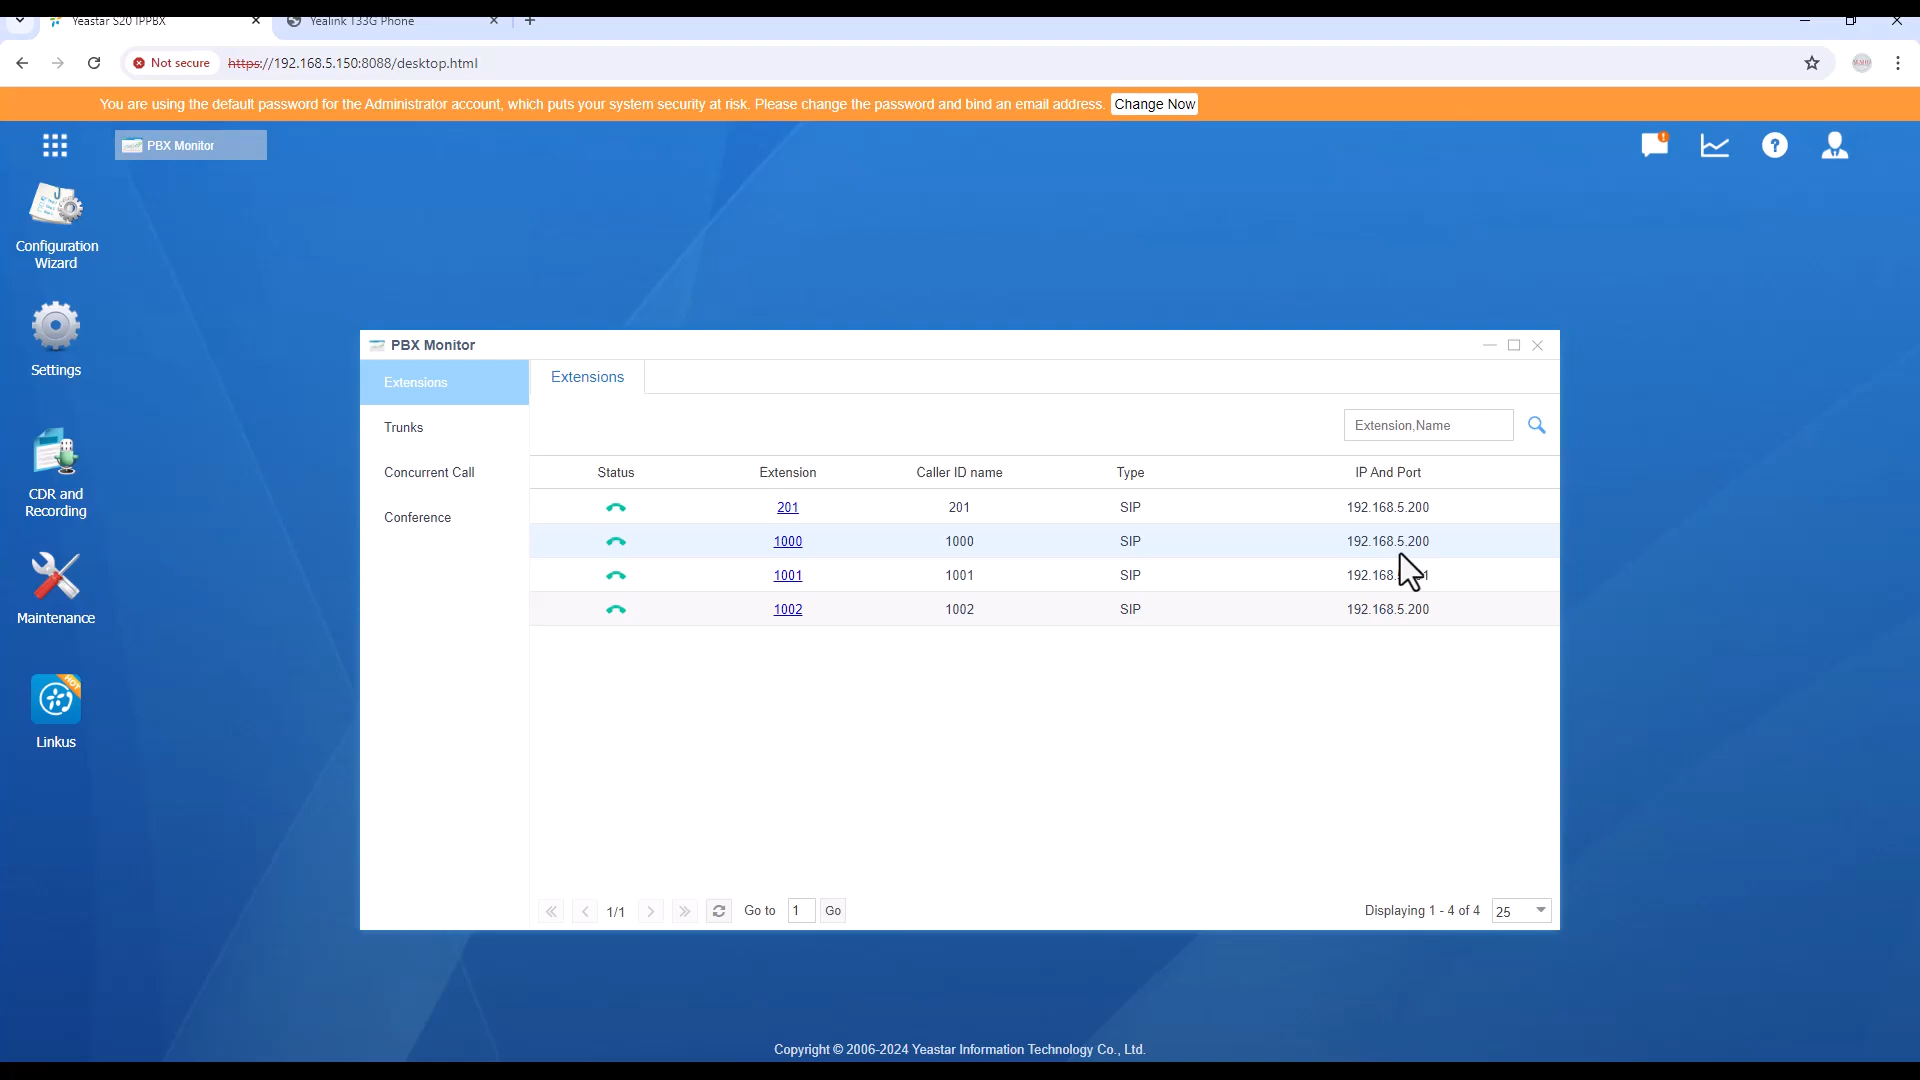 Yeastar S20 IPPBX
Yealink T33G Phone
Not secure
https://192.168.5.150:8088/desktop.html
You are using the default password for the Administrator account, which puts your system security at risk. Please change the password and bind an email address. Change Now
PBX Monitor
Configuration
Wizard
Settings
CDR and
Recording
Maintenance
HOT
Linkus
PBX Monitor
Extensions
Trunks
Concurrent Call
Conference
Extensions
Extension,Name
Status Extension Caller ID name Type IP And Port
201 201 SIP 192.168.5.200
1000 1000 SIP 192.168.5.200
1001 1001 SIP 192.168.
1002 1002 SIP 192.168.5.200
1/1 Go to 1 Go
Displaying 1 - 4 of 4 25
Copyright © 2006-2024 Yeastar Information Technology Co., Ltd.